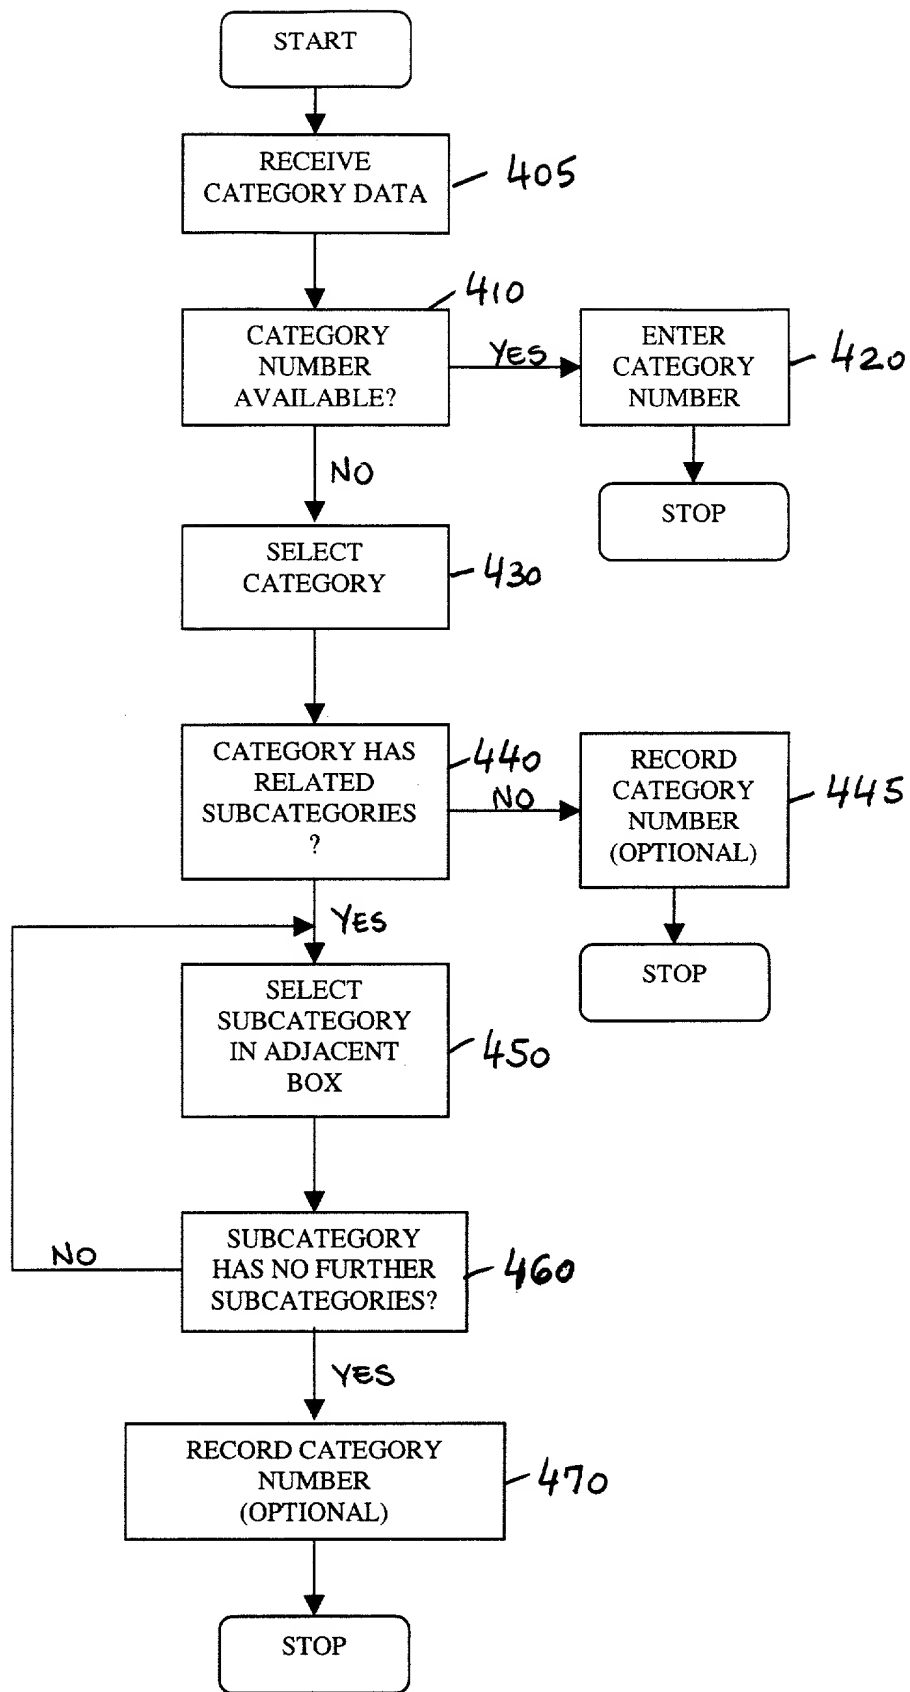 START
RECEIVE
CATEGORY DATA
405
410
CATEGORY
NUMBER
AVAILABLE?
YES
ENTER
CATEGORY
NUMBER
420
NO
STOP
SELECT
CATEGORY
430
CATEGORY HAS
RELATED
SUBCATEGORIES
?
440
NO
RECORD
CATEGORY
NUMBER
(OPTIONAL)
445
YES
STOP
SELECT
SUBCATEGORY
IN ADJACENT
BOX
450
SUBCATEGORY
HAS NO FURTHER
SUBCATEGORIES?
460
NO
YES
RECORD CATEGORY
NUMBER
(OPTIONAL)
470
STOP